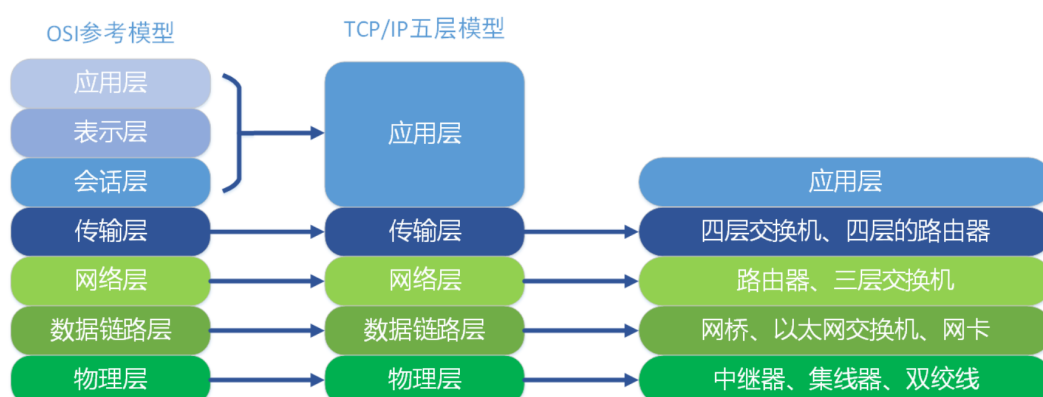 OSI参考模型
TCP/IP五层模型
应用层
表示层
会话层
传输层
网络层
数据链路层
物理层
应用层
传输层
网络层
数据链路层
物理层
应用层
四层交换机、四层的路由器
路由器、三层交换机
网桥、以太网交换机、网卡
中继器、集线器、双绞线